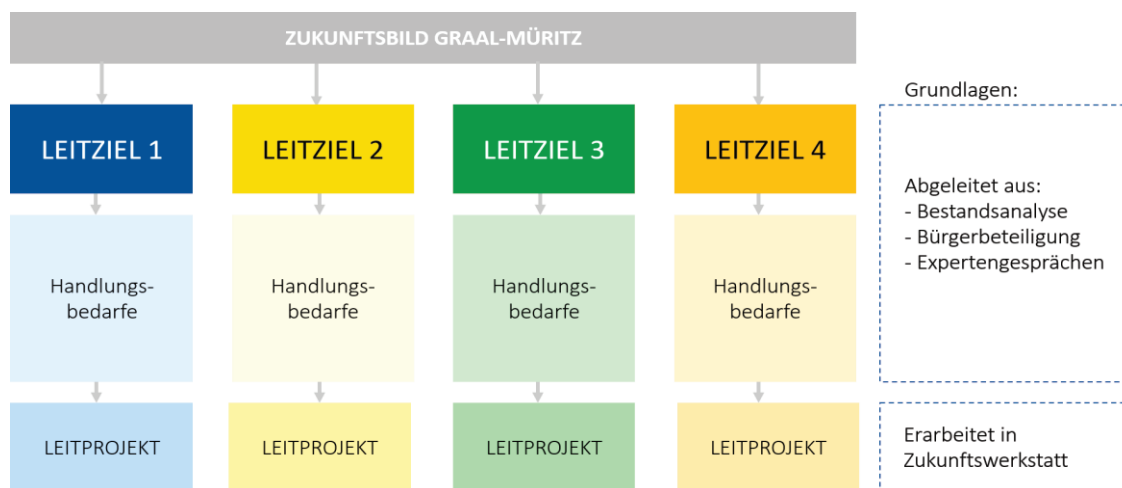 ZUKUNFTSBILD GRAAL-MÜRITZ
Grundlagen:
LEITZIEL 1
LEITZIEL 2
LEITZIEL 3
LEITZIEL 4
Abgeleitet aus:
- Bestandsanalyse
- Bürgerbeteiligung
- Expertengesprächen
Handlungs-
bedarfe
Handlungs-
bedarfe
Handlungs-
bedarfe
Handlungs-
bedarfe
LEITPROJEKT
LEITPROJEKT
LEITPROJEKT
LEITPROJEKT
Erarbeitet in
Zukunftswerkstatt